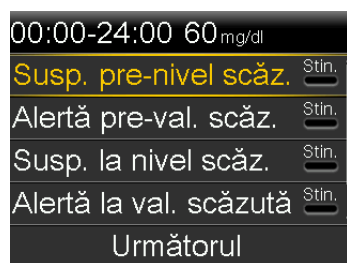 00:00-24:00 60 mg/dl
Susp. pre-nivel scăz. Stin.
Alertă pre-val. scăz. Stin.
Susp. la nivel scăz. Stin.
Alertă la val. scăzută Stin.
Următorul